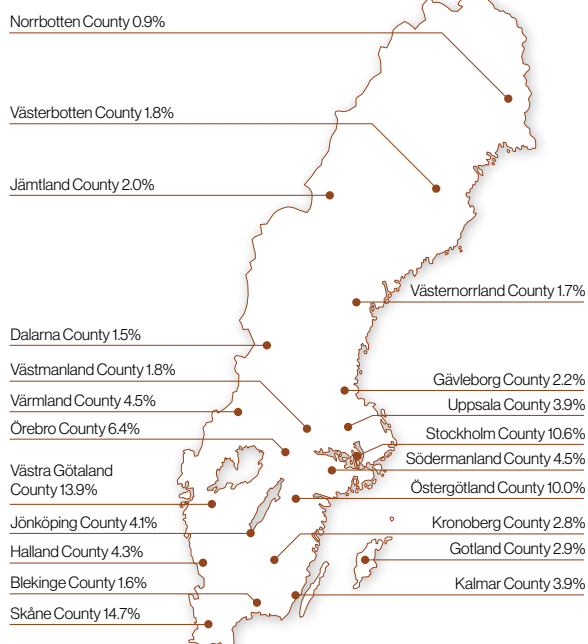 Norrbotten County 0.9%
Västerbotten County 1.8%
Jämtland County 2.0%
Västernorrland County 1.7%
Dalarna County 1.5%
Västmanland County 1.8%
Värmland County 4.5%
Örebro County 6.4%
Västra Götaland
County 13.9%
Jönköping County 4.1%
Halland County 4.3%
Blekinge County 1.6%
Skåne County 14.7%
Gävleborg County 2.2%
Uppsala County 3.9%
Stockholm County 10.6%
Södermanland County 4.5%
Östergötland County 10.0%
Kronoberg County 2.8%
Gotland County 2.9%
Kalmar County 3.9%